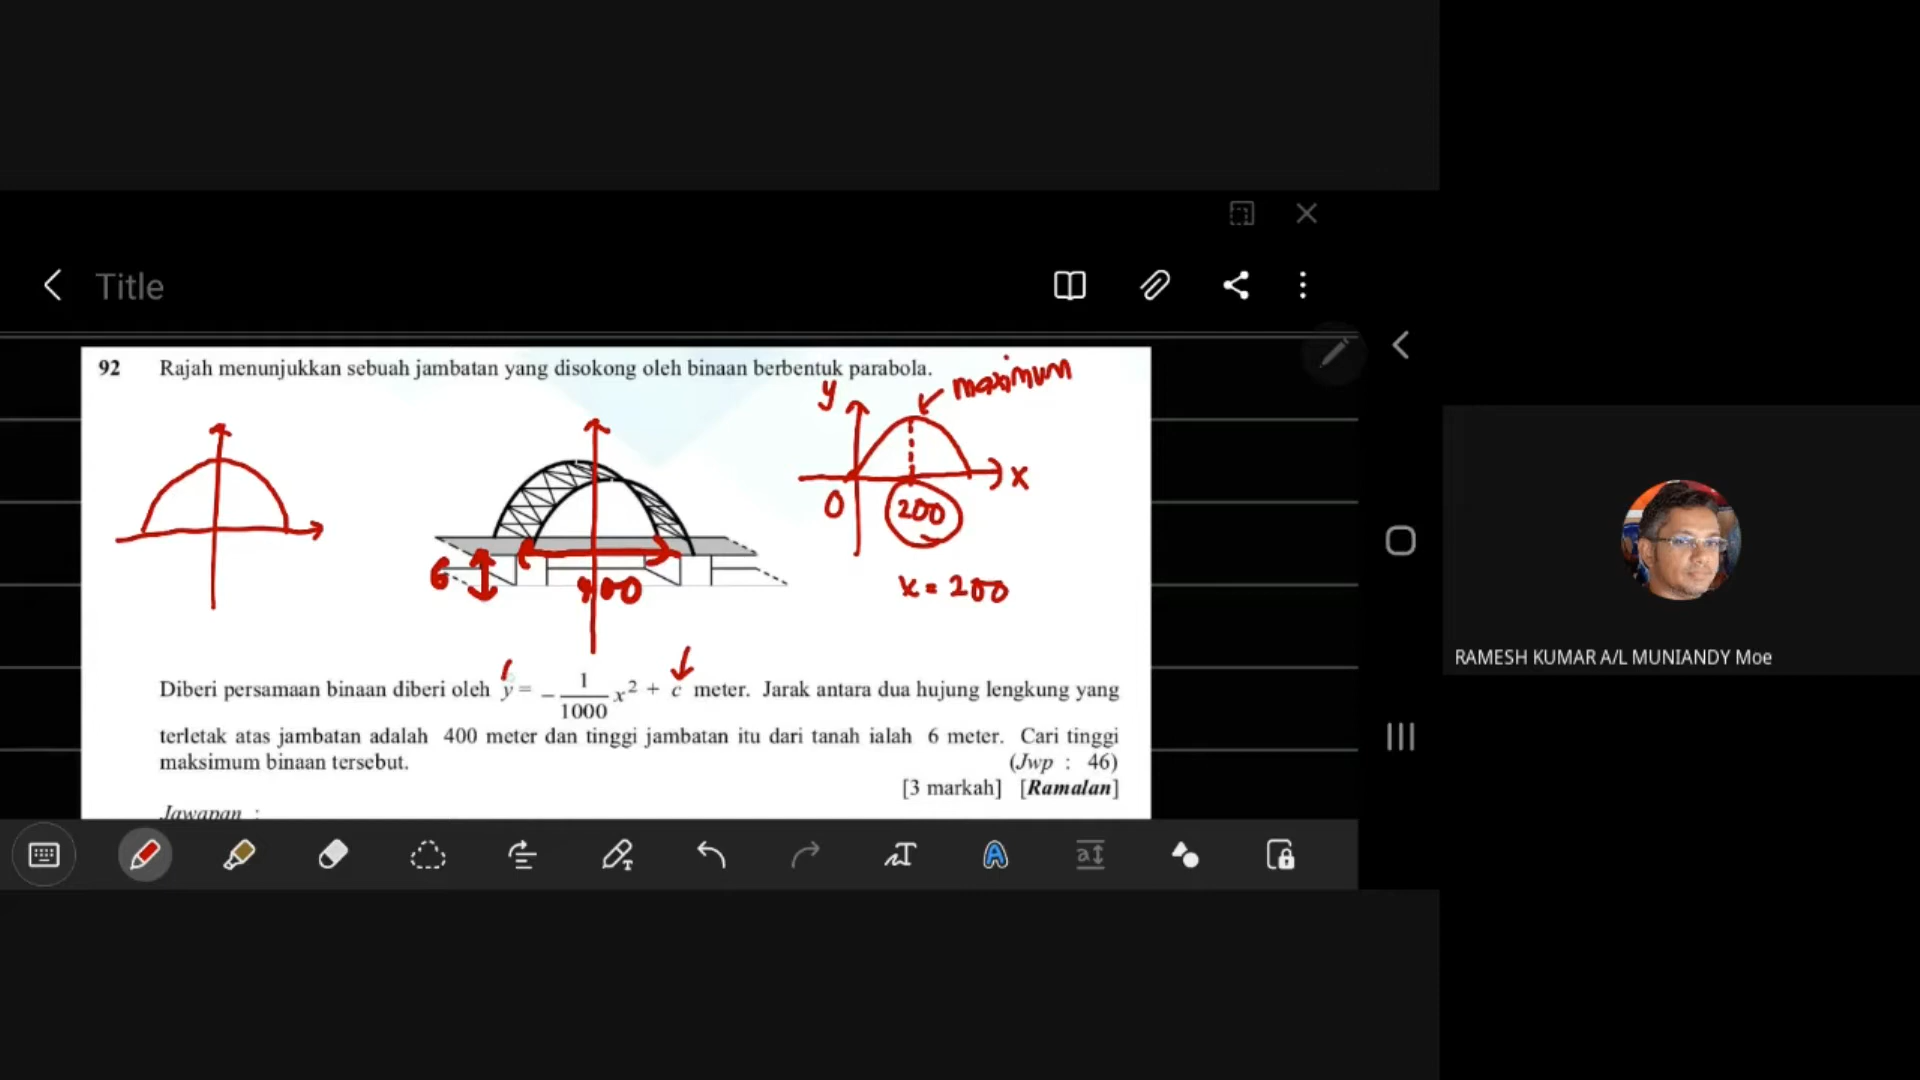 Title
92 Rajah menunjukkan sebuah jambatan yang disokong oleh binaan berbentuk parabola.
maximum
y
x
0
200
6
400
x = 200
Diberi persamaan binaan diberi oleh y = − 1/1000 x² + c meter. Jarak antara dua hujung lengkung yang
terletak atas jambatan adalah 400 meter dan tinggi jambatan itu dari tanah ialah 6 meter. Cari tinggi
maksimum binaan tersebut. (Jwp : 46)
[3 markah] [Ramalan]
Jawapan :
RAMESH KUMAR A/L MUNIANDY Moe